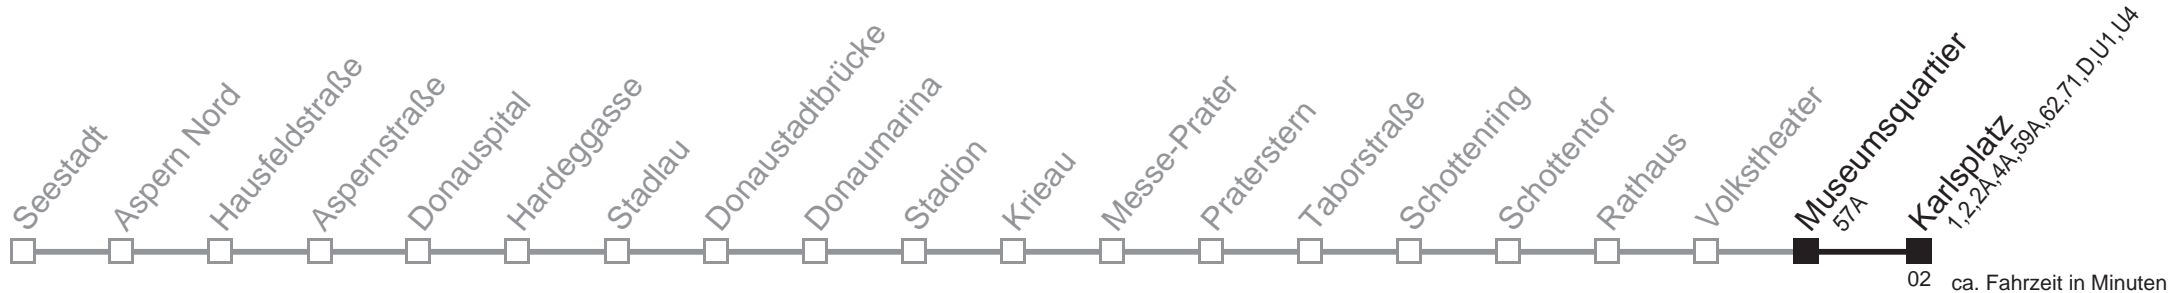 Seestadt
Aspern Nord
Hausfeldstraße
Aspernstraße
Donauspital
Hardeggasse
Stadlau
Donaustadtbrücke
Donaumarina
Stadion
Krieau
Messe-Prater
Praterstern
Taborstraße
Schottenring
Schottentor
Rathaus
Volkstheater
Museumsquartier
57A
Karlsplatz
1,2,2A,4A,59A,62,71,D,U1,U4
02 ca. Fahrzeit in Minuten